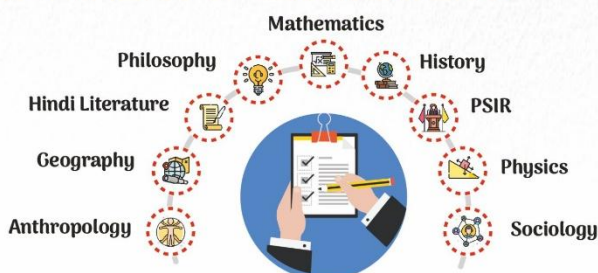 Mathematics
Philosophy
History
Hindi Literature
PSIR
Geography
Physics
Anthropology
Sociology